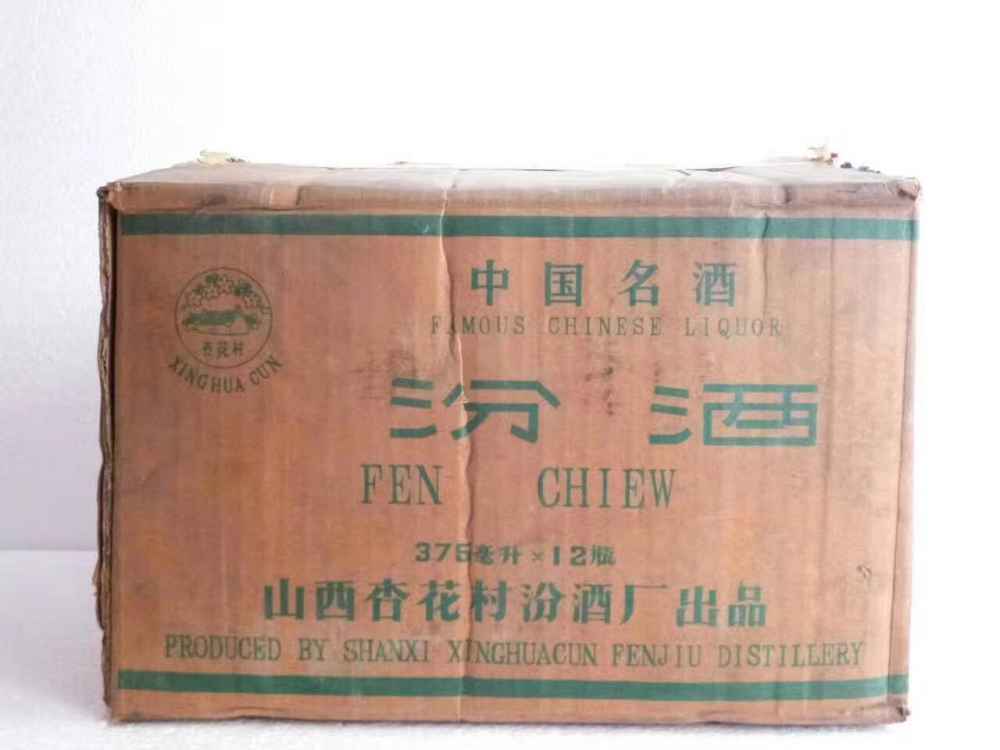 中国名酒
FAMOUS CHINESE LIQUOR
杏花村
XINGHUA CUN
汾酒
FEN CHIEW
375毫升×12瓶
山西杏花村汾酒厂出品
PRODUCED BY SHANXI XINGHUACUN FENJIU DISTILLERY